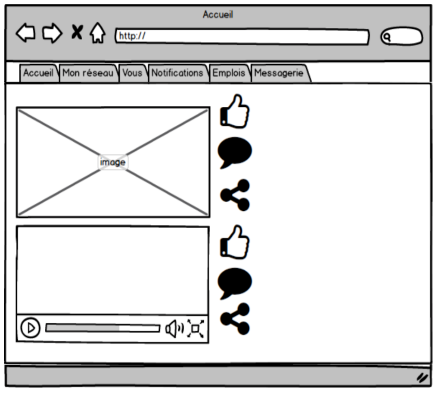 Accueil
http://
Accueil Mon réseau Vous Notifications Emplois Messagerie
image